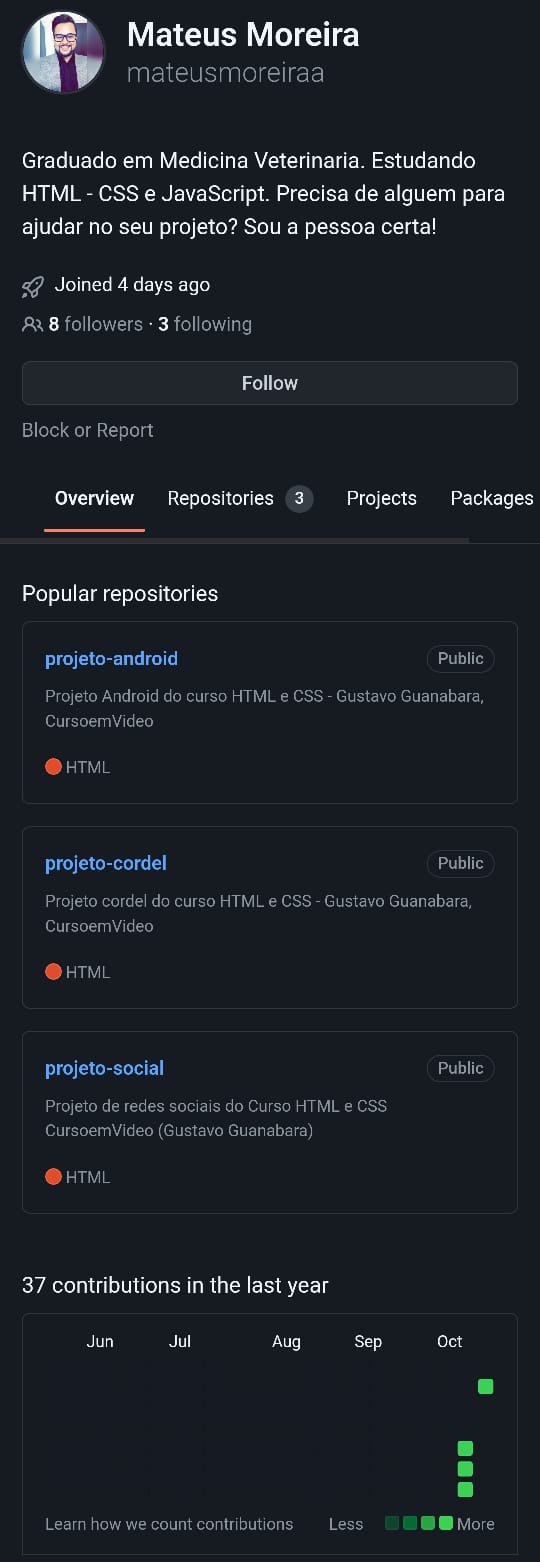 Mateus Moreira
mateusmoreiraa
Graduado em Medicina Veterinaria. Estudando
HTML - CSS e JavaScript. Precisa de alguem para
ajudar no seu projeto? Sou a pessoa certa!
Joined 4 days ago
8 followers · 3 following
Follow
Block or Report
Overview Repositories 3 Projects Packages
Popular repositories
projeto-android Public
Projeto Android do curso HTML e CSS - Gustavo Guanabara,
CursoemVideo
HTML
projeto-cordel Public
Projeto cordel do curso HTML e CSS - Gustavo Guanabara,
CursoemVideo
HTML
projeto-social Public
Projeto de redes sociais do Curso HTML e CSS
CursoemVideo (Gustavo Guanabara)
HTML
37 contributions in the last year
Jun Jul Aug Sep Oct
Learn how we count contributions Less More